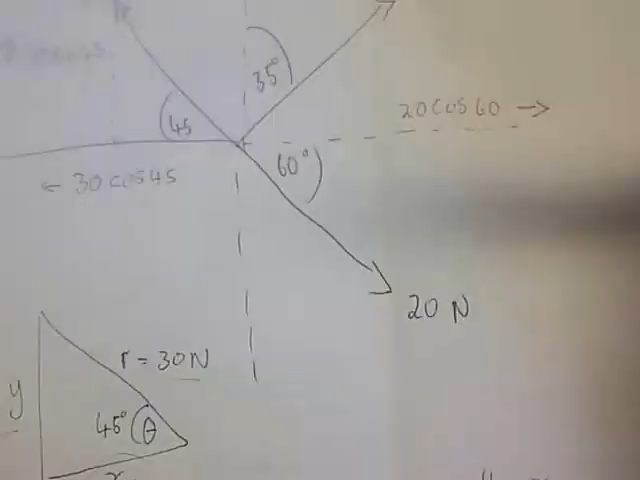 35°
45
20cos60 →
60°
← 30cos45
20 N
r = 30N
y
45° θ
x